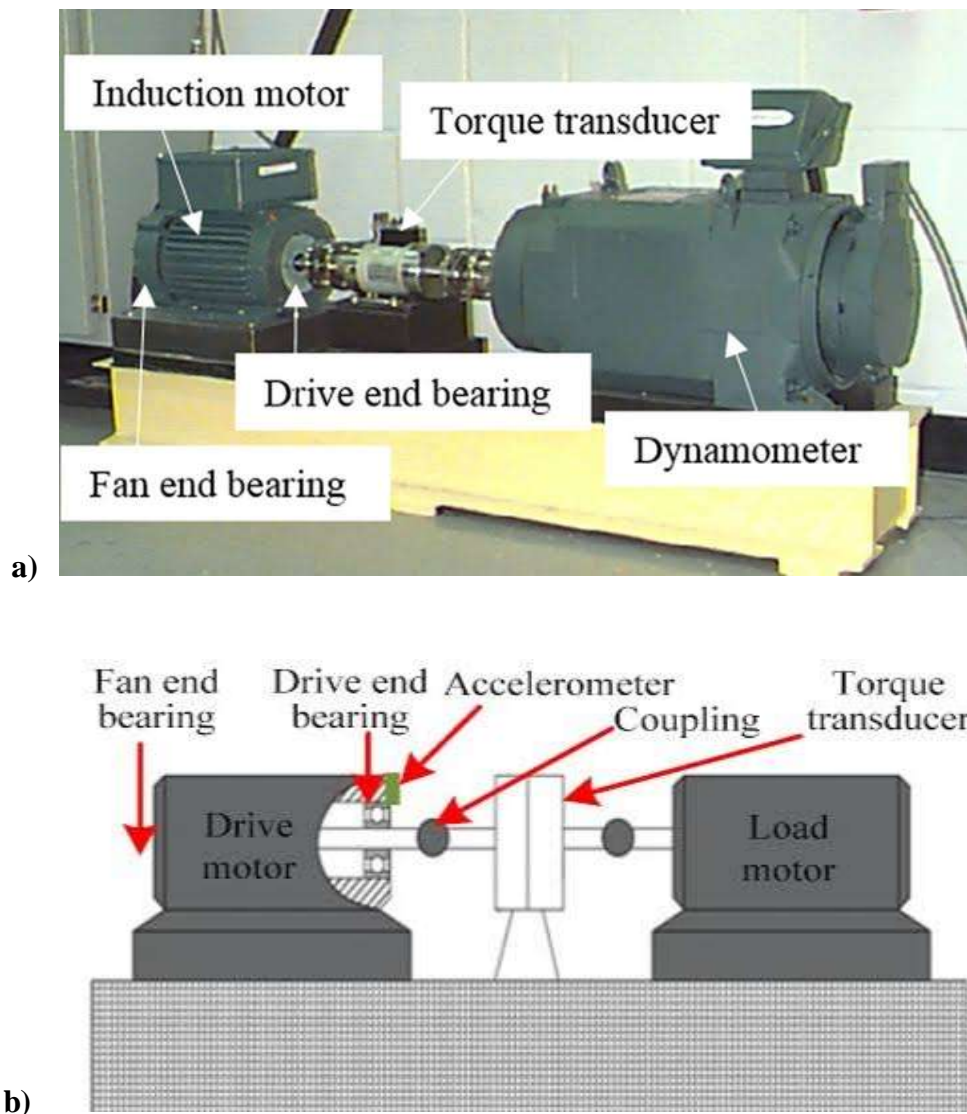 Induction motor
Torque transducer
Drive end bearing
Dynamometer
Fan end bearing
a)
Fan end
bearing
Drive end
bearing
Accelerometer
Coupling
Torque
transducer
Drive
motor
Load
motor
b)